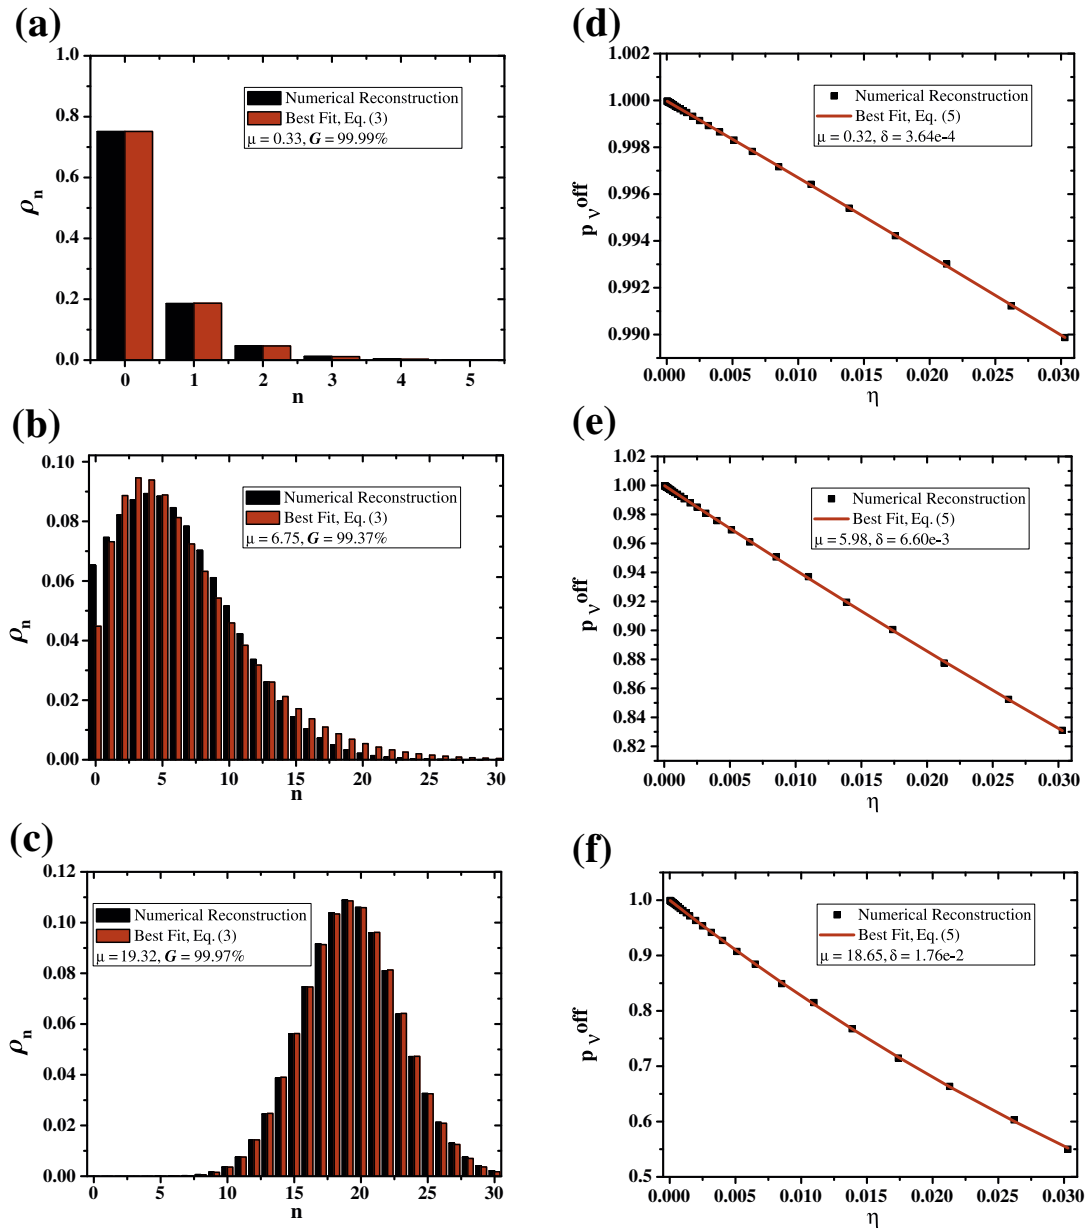 (a)
1.0
0.8
0.6
0.4
0.2
0.0
ρn
Numerical Reconstruction
Best Fit, Eq. (3)
μ = 0.33, G = 99.99%
0 1 2 3 4 5
n
(d)
1.002
1.000
0.998
0.996
0.994
0.992
0.990
pν off
Numerical Reconstruction
Best Fit, Eq. (5)
μ = 0.32, δ = 3.64e-4
0.000 0.005 0.010 0.015 0.020 0.025 0.030
η
(b)
0.10
0.08
0.06
0.04
0.02
0.00
ρn
Numerical Reconstruction
Best Fit, Eq. (3)
μ = 6.75, G = 99.37%
0 5 10 15 20 25 30
n
(e)
1.02
1.00
0.98
0.96
0.94
0.92
0.90
0.88
0.86
0.84
0.82
pν off
Numerical Reconstruction
Best Fit, Eq. (5)
μ = 5.98, δ = 6.60e-3
0.000 0.005 0.010 0.015 0.020 0.025 0.030
η
(c)
0.12
0.10
0.08
0.06
0.04
0.02
0.00
ρn
Numerical Reconstruction
Best Fit, Eq. (3)
μ = 19.32, G = 99.97%
0 5 10 15 20 25 30
n
(f)
1.0
0.9
0.8
0.7
0.6
0.5
pν off
Numerical Reconstruction
Best Fit, Eq. (5)
μ = 18.65, δ = 1.76e-2
0.000 0.005 0.010 0.015 0.020 0.025 0.030
η